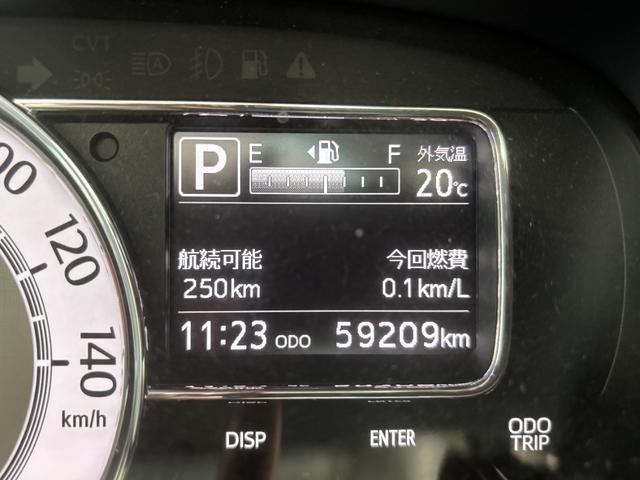 CVT
P E F 外気温
20℃
航続可能 今回燃費
250km 0.1km/L
11:23 ODO 59209km
120
140
km/h
DISP ENTER ODO TRIP